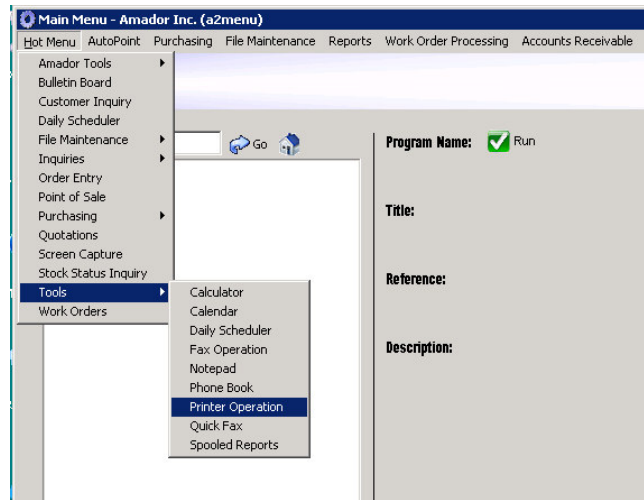 Main Menu - Amador Inc. (a2menu)
Hot Menu AutoPoint Purchasing File Maintenance Reports Work Order Processing Accounts Receivable
Amador Tools
Bulletin Board
Customer Inquiry
Daily Scheduler
File Maintenance
Inquiries
Order Entry
Point of Sale
Purchasing
Quotations
Screen Capture
Stock Status Inquiry
Tools
Work Orders
Calculator
Calendar
Daily Scheduler
Fax Operation
Notepad
Phone Book
Printer Operation
Quick Fax
Spooled Reports
Go
Program Name: Run
Title:
Reference:
Description: